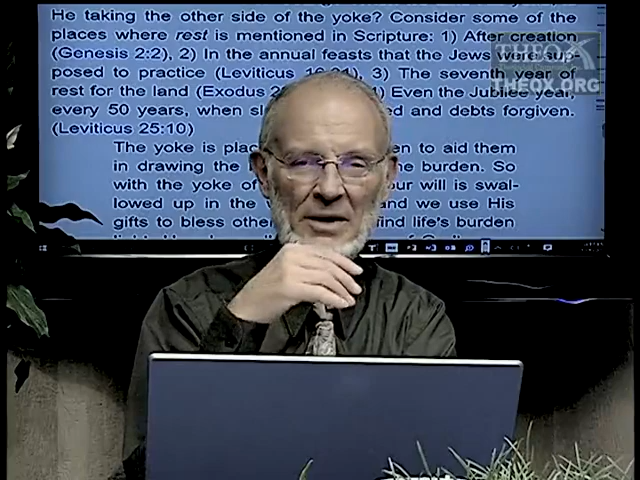 He taking the other side of the yoke? Consider some of the
places where rest is mentioned in Scripture: 1) After creation
(Genesis 2:2), 2) In the annual feasts that the Jews were sup-
posed to practice (Leviticus 3) The seventh year of
rest for the land (Exodus Even the Jubilee year,
every 50 years, when ed and debts forgiven.
(Leviticus 25:10)
The yoke is plac en to aid them
in drawing the he burden. So
with the yoke of our will is swal-
lowed up in the and we use His
gifts to bless othe find life's burden
THEOX
THEOX.ORG